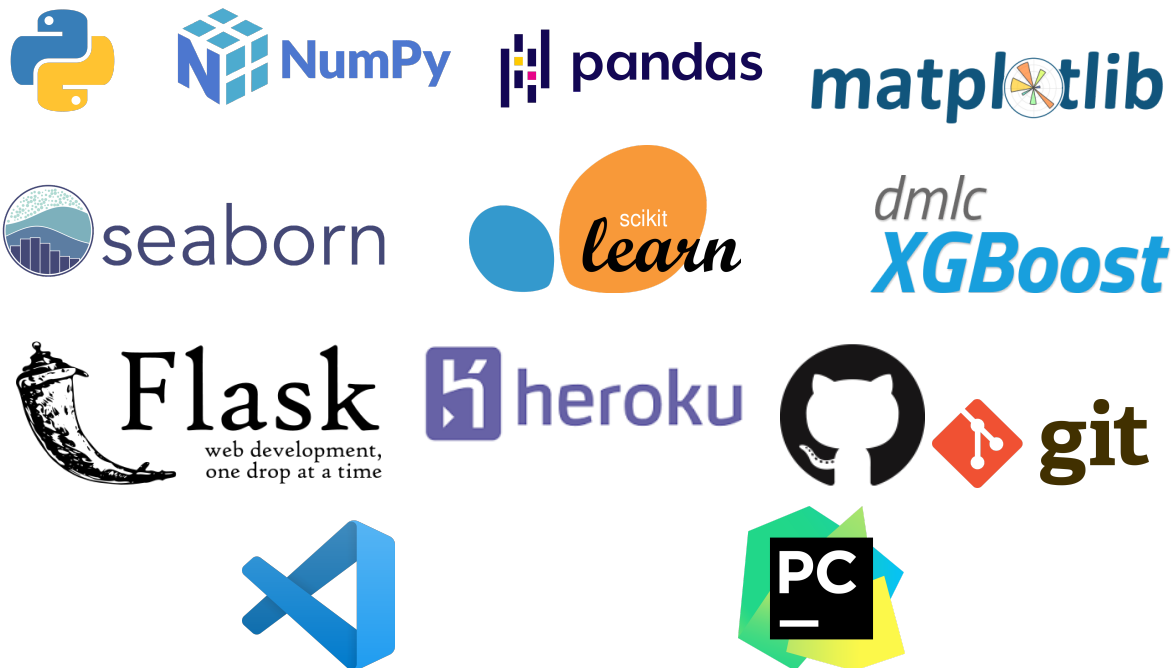 NumPy
pandas
matplotlib
seaborn
scikit
learn
dmlc
XGBoost
Flask
web development,
one drop at a time
heroku
git
PC